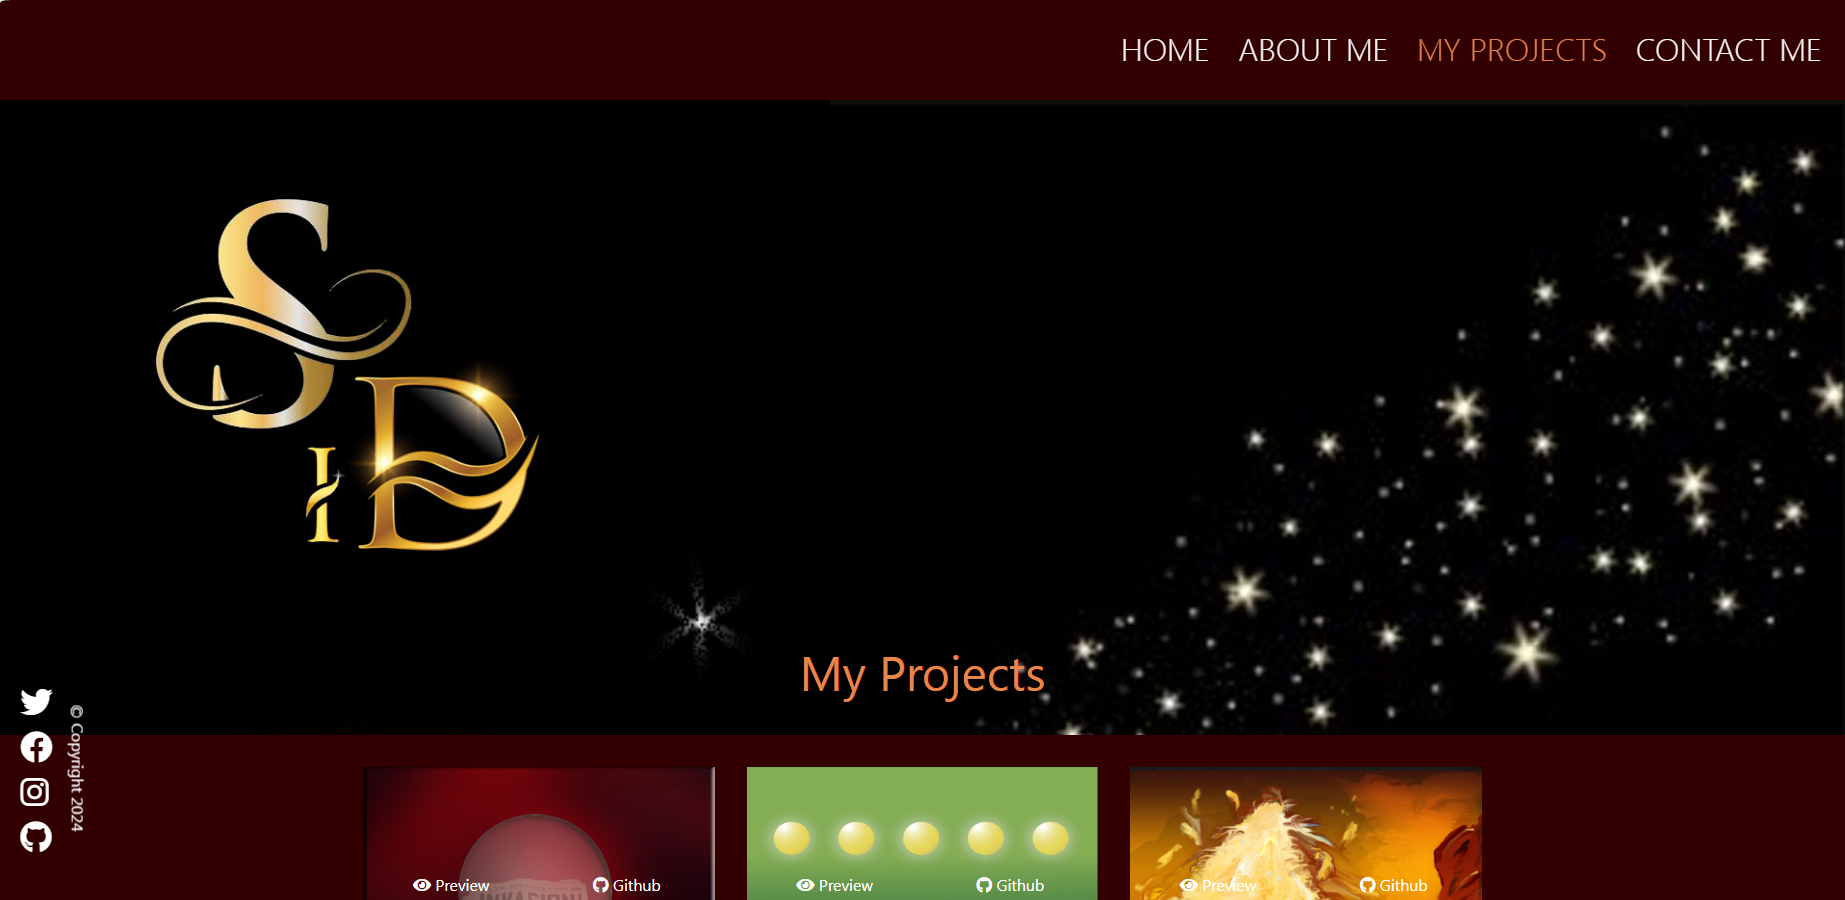 HOME ABOUT ME MY PROJECTS CONTACT ME
S
I D
My Projects
© Copyright 2024
Preview Github
Preview Github
Preview Github